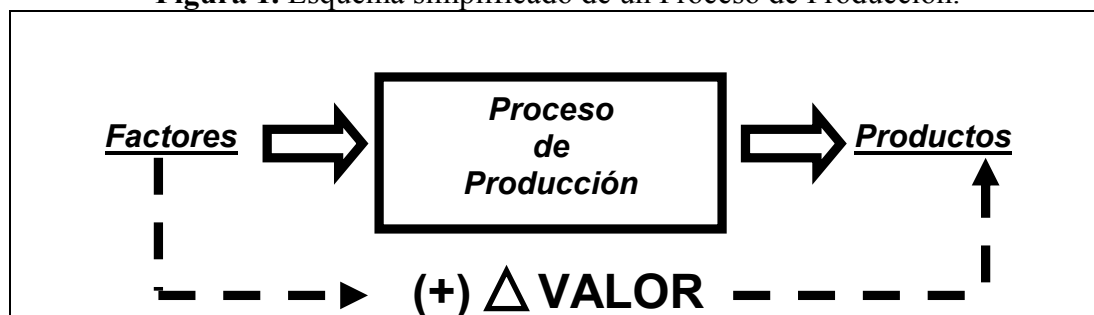 Figura 1. Esquema simplificado de un Proceso de Producción.
Proceso
de
Producción
Factores
Productos
(+) △ VALOR